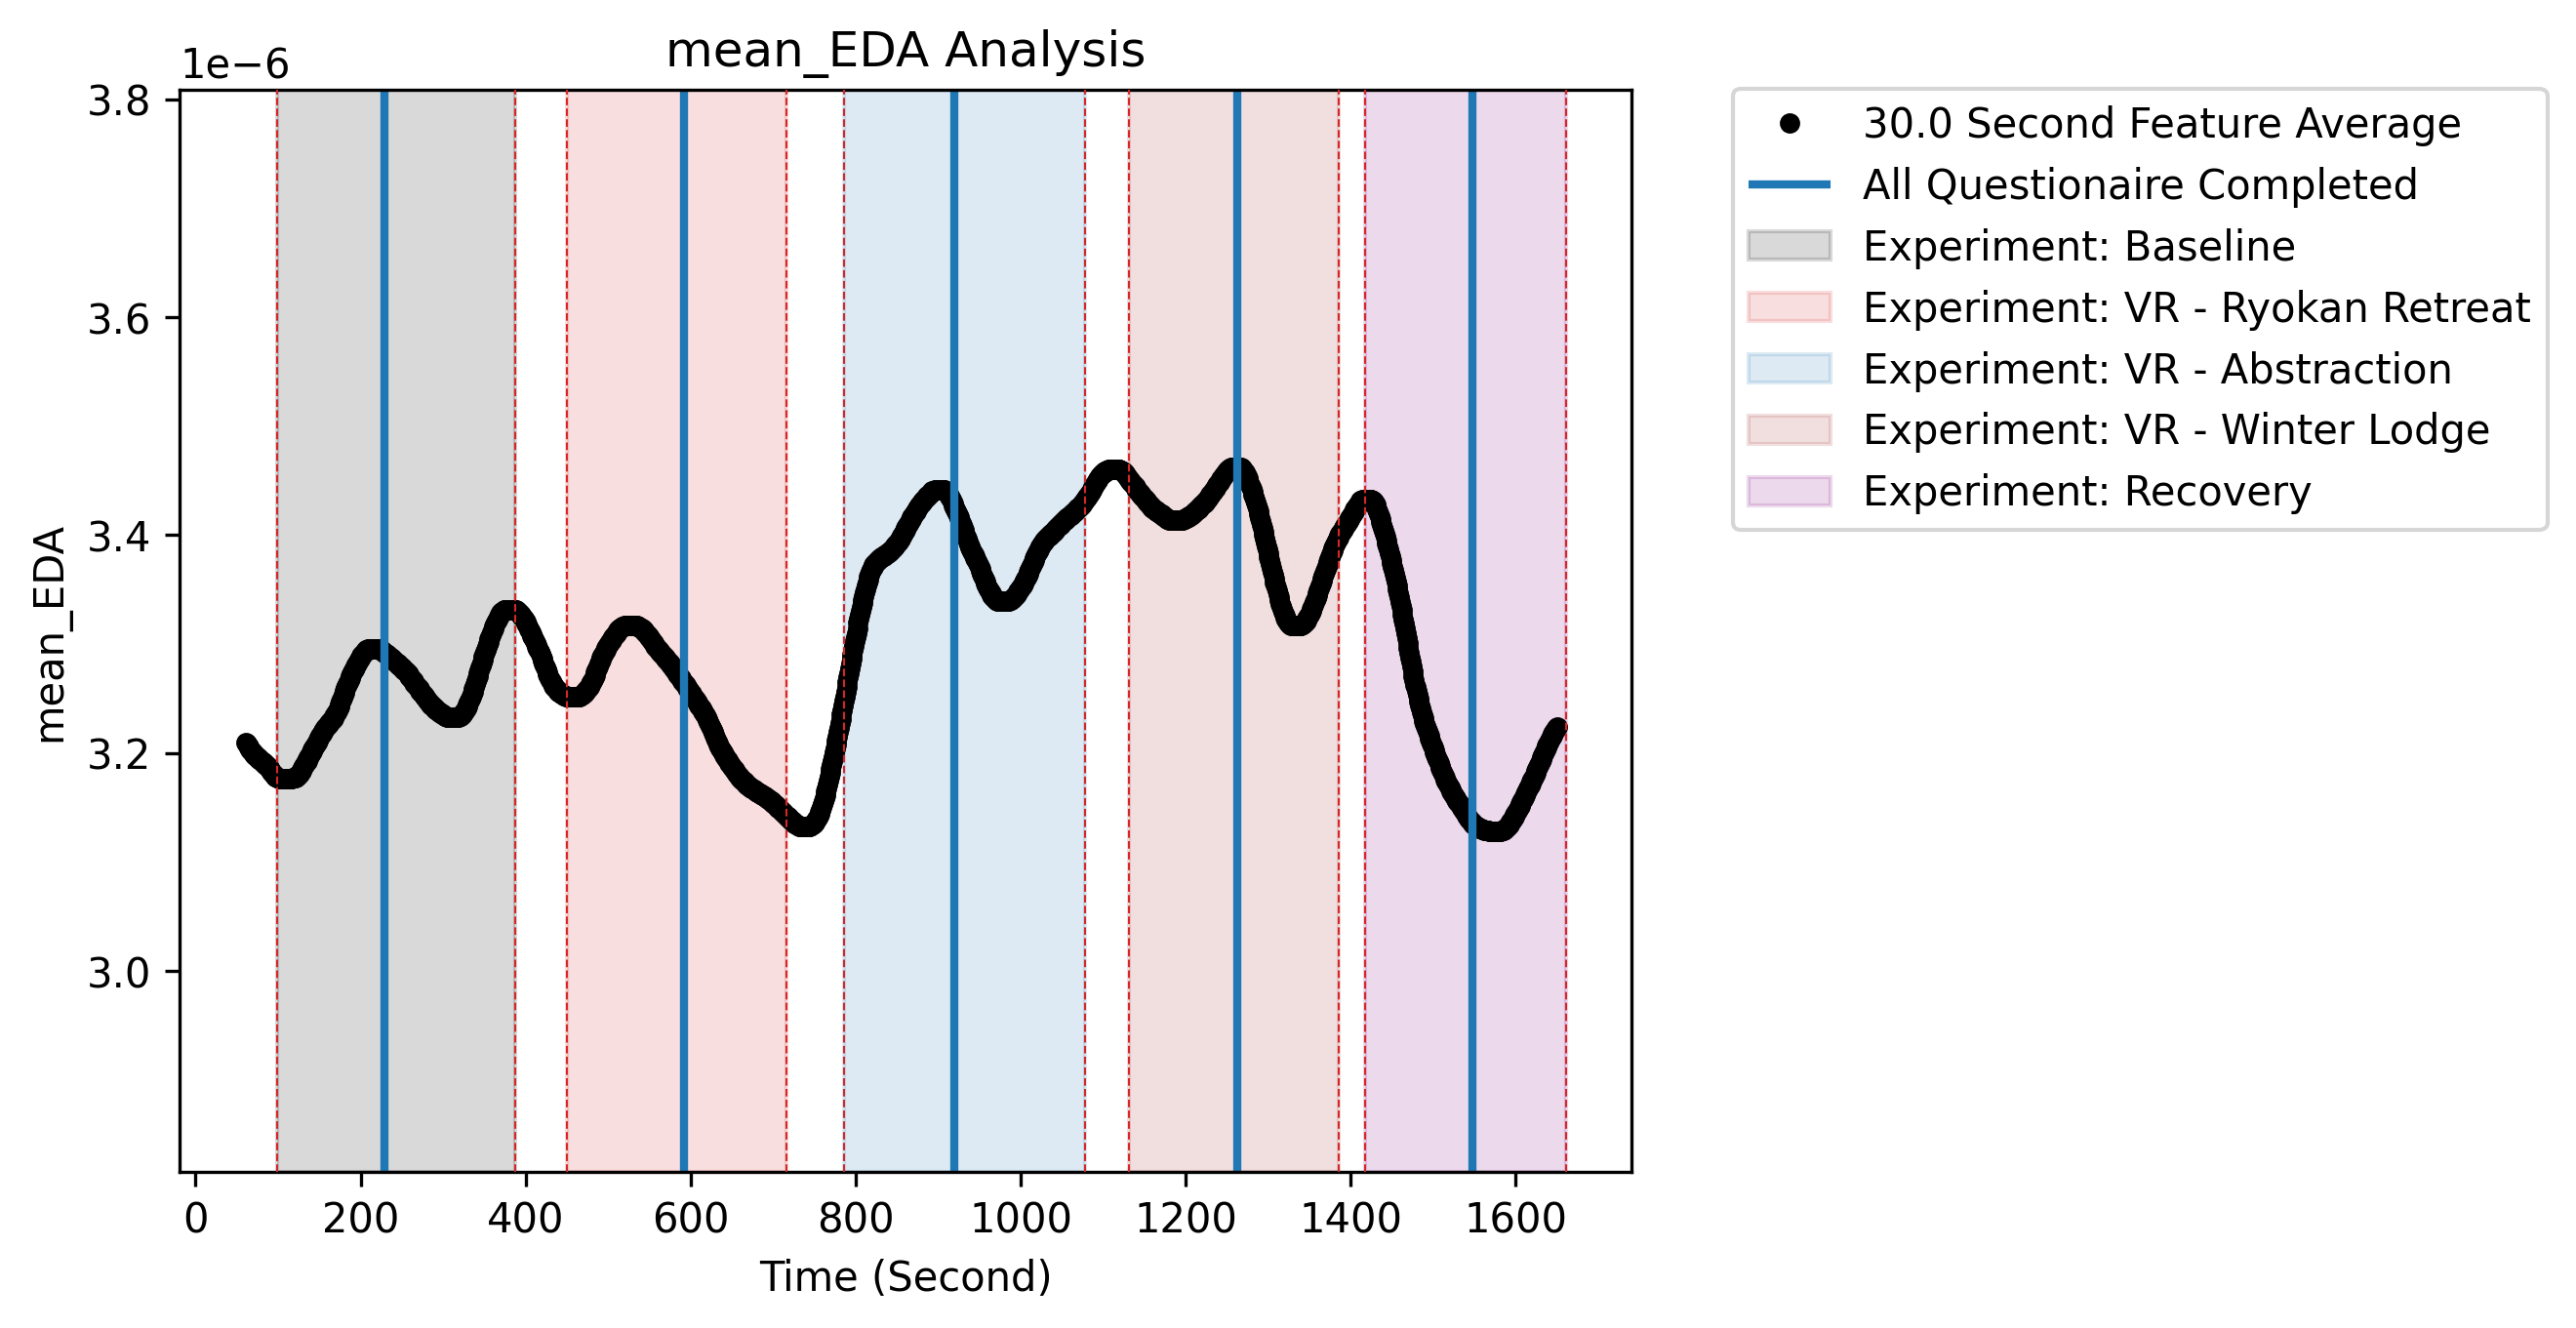 mean_EDA Analysis
1e−6
3.8
3.6
3.4
3.2
3.0
mean_EDA
0 200 400 600 800 1000 1200 1400 1600
Time (Second)
30.0 Second Feature Average
All Questionaire Completed
Experiment: Baseline
Experiment: VR - Ryokan Retreat
Experiment: VR - Abstraction
Experiment: VR - Winter Lodge
Experiment: Recovery